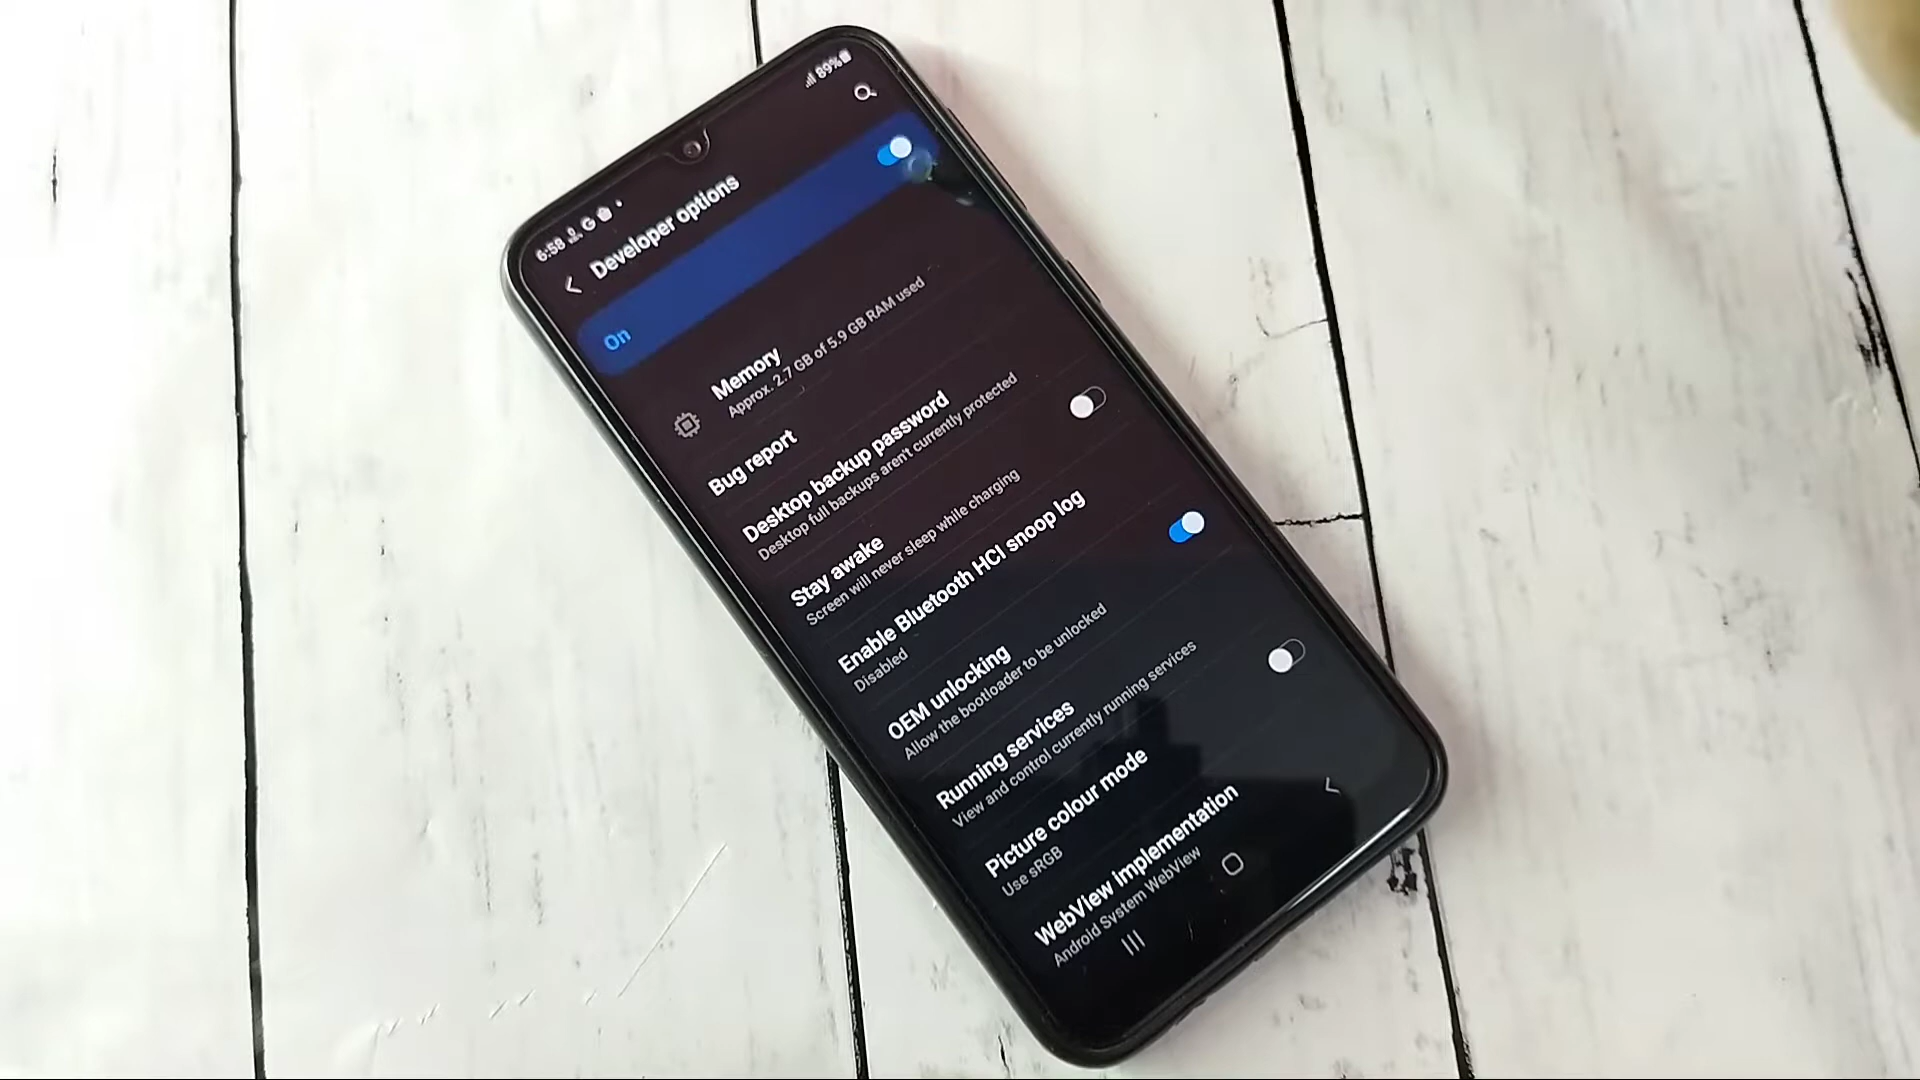 6:58 G 89%
Developer options
On
Memory
Approx. 2.7 GB of 5.9 GB RAM used
Bug report
Desktop backup password
Desktop full backups aren't currently protected
Stay awake
Screen will never sleep while charging
Enable Bluetooth HCI snoop log
Disabled
OEM unlocking
Allow the bootloader to be unlocked
Running services
View and control currently running services
Picture colour mode
Use sRGB
WebView implementation
Android System WebView